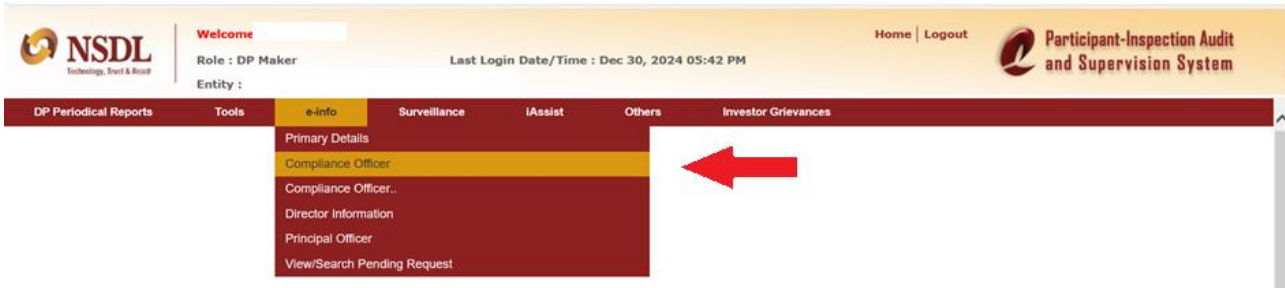 NSDL
Technology, Trust & Reach
Welcome
Role : DP Maker
Entity :
Last Login Date/Time : Dec 30, 2024 05:42 PM
Home | Logout
Participant-Inspection Audit
and Supervision System
DP Periodical Reports Tools e-info Surveillance iAssist Others Investor Grievances
Primary Details
Compliance Officer
Compliance Officer..
Director Information
Principal Officer
View/Search Pending Request